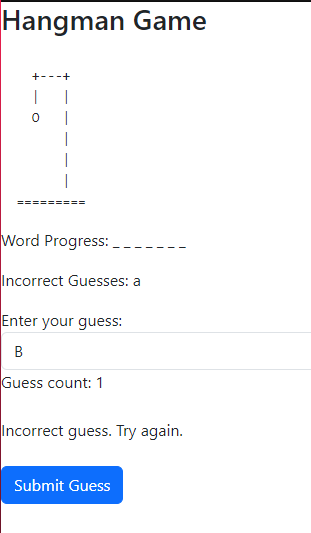 Hangman Game
+---+
|   |
O   |
    |
    |
    |
=========
Word Progress: _ _ _ _ _ _ _
Incorrect Guesses: a
Enter your guess:
B
Guess count: 1
Incorrect guess. Try again.
Submit Guess